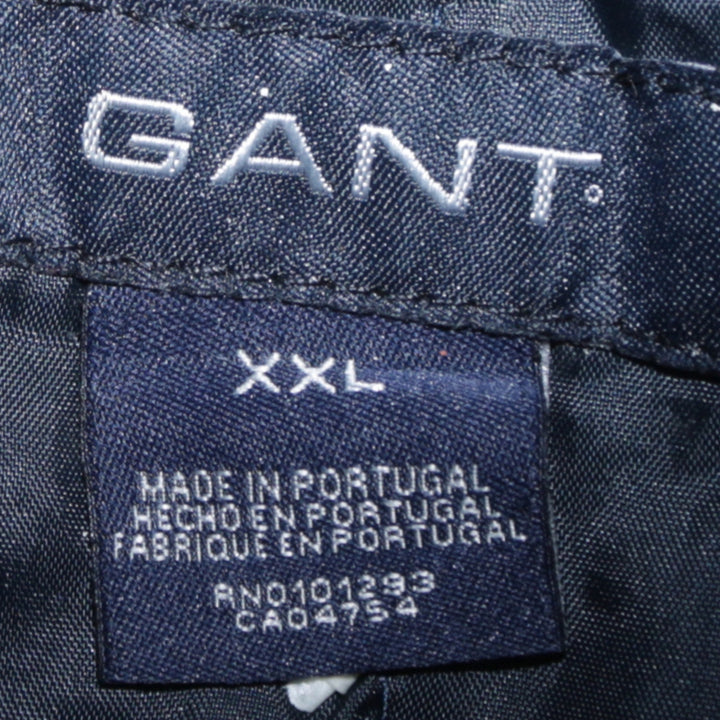 GANT
XXL
MADE IN PORTUGAL
HECHO EN PORTUGAL
FABRIQUE EN PORTUGAL
RN0101293
CA04754